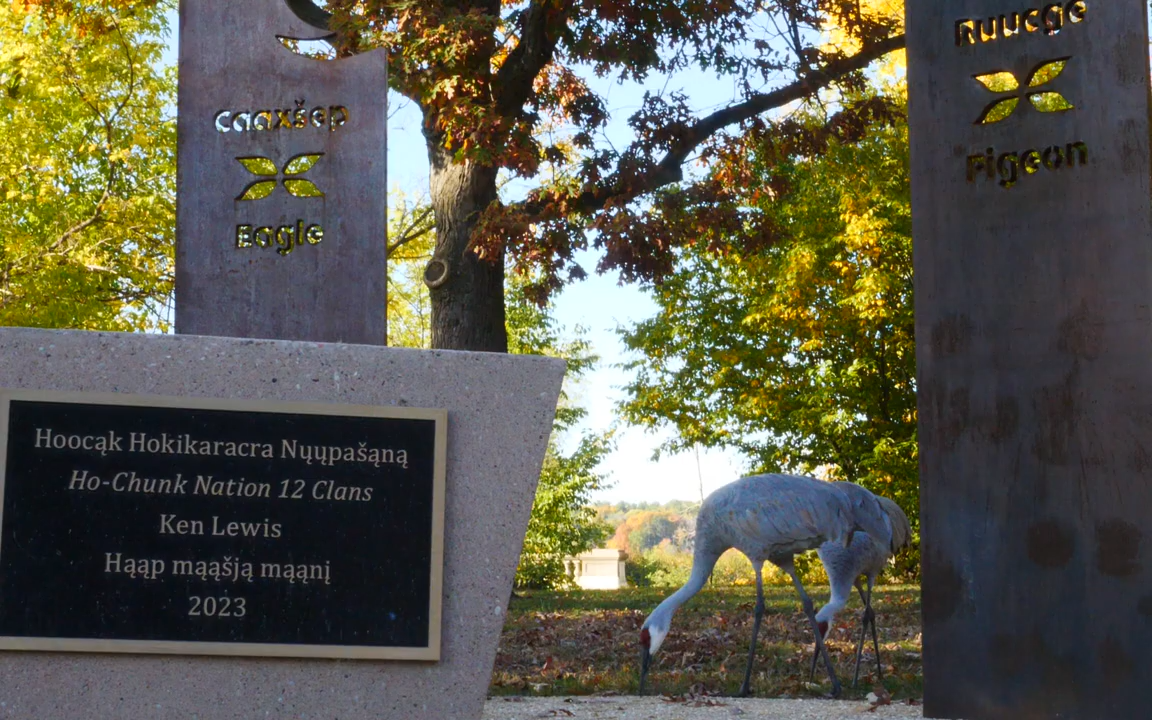 caaxšep
Eagle
ruucge
Pigeon
Hoocąk Hokikaracra Nųųpašąną
Ho-Chunk Nation 12 Clans
Ken Lewis
Hąąp mąąšją mąąnį
2023